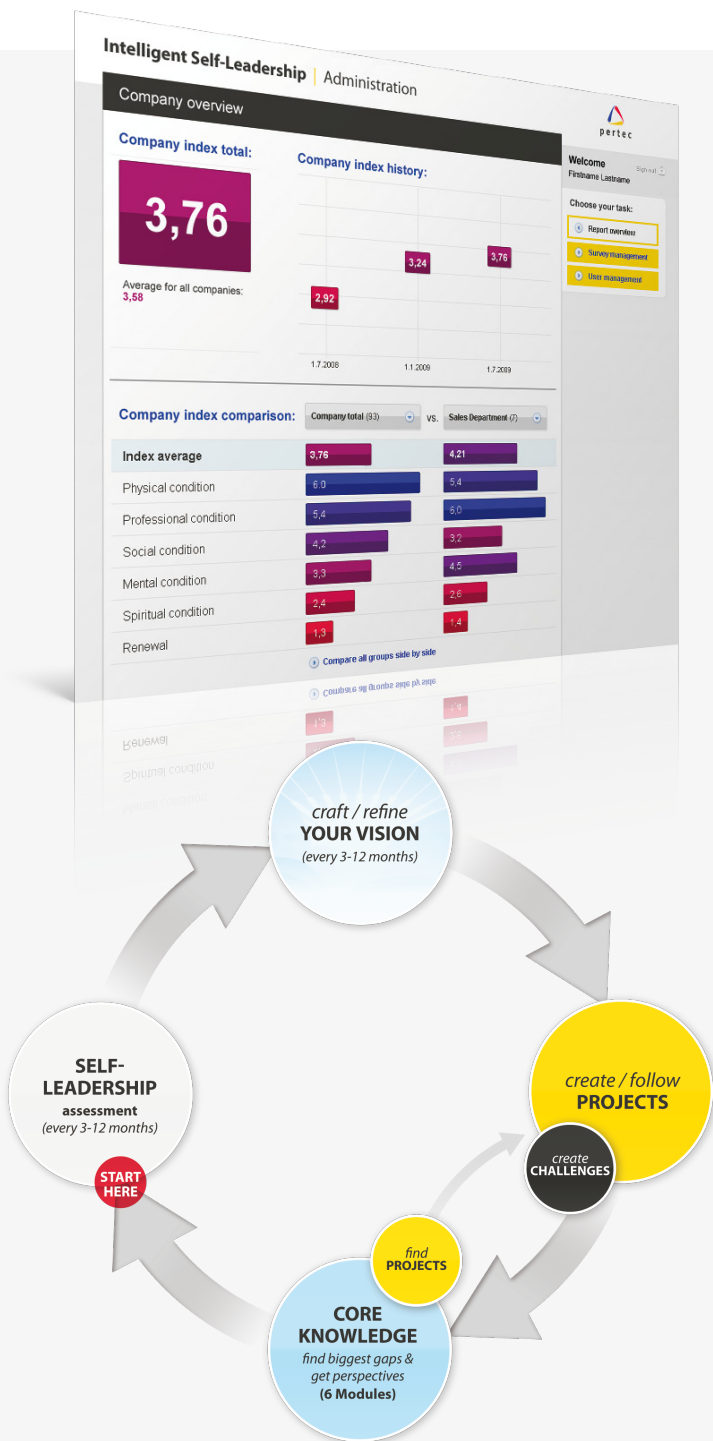 Intelligent Self-Leadership | Administration
Company overview
pertec
Welcome
Sign out
Firstname Lastname
Choose your task:
Report overview
Survey management
User management
Company index total:
3,76
Average for all companies:
3,58
Company index history:
2,92
3,24
3,76
1.7.2008
1.1.2009
1.7.2009
Company index comparison:
Company total (93)
vs.
Sales Department (7)
Index average 3,76 4,21
Physical condition 6,0 5,4
Professional condition 5,4 6,0
Social condition 4,2 3,2
Mental condition 3,3 4,5
Spiritual condition 2,4 2,6
Renewal 1,3 1,4
Compare all groups side by side
craft / refine
YOUR VISION
(every 3-12 months)
SELF-
LEADERSHIP
assessment
(every 3-12 months)
START
HERE
create / follow
PROJECTS
create
CHALLENGES
find
PROJECTS
CORE
KNOWLEDGE
find biggest gaps &
get perspectives
(6 Modules)